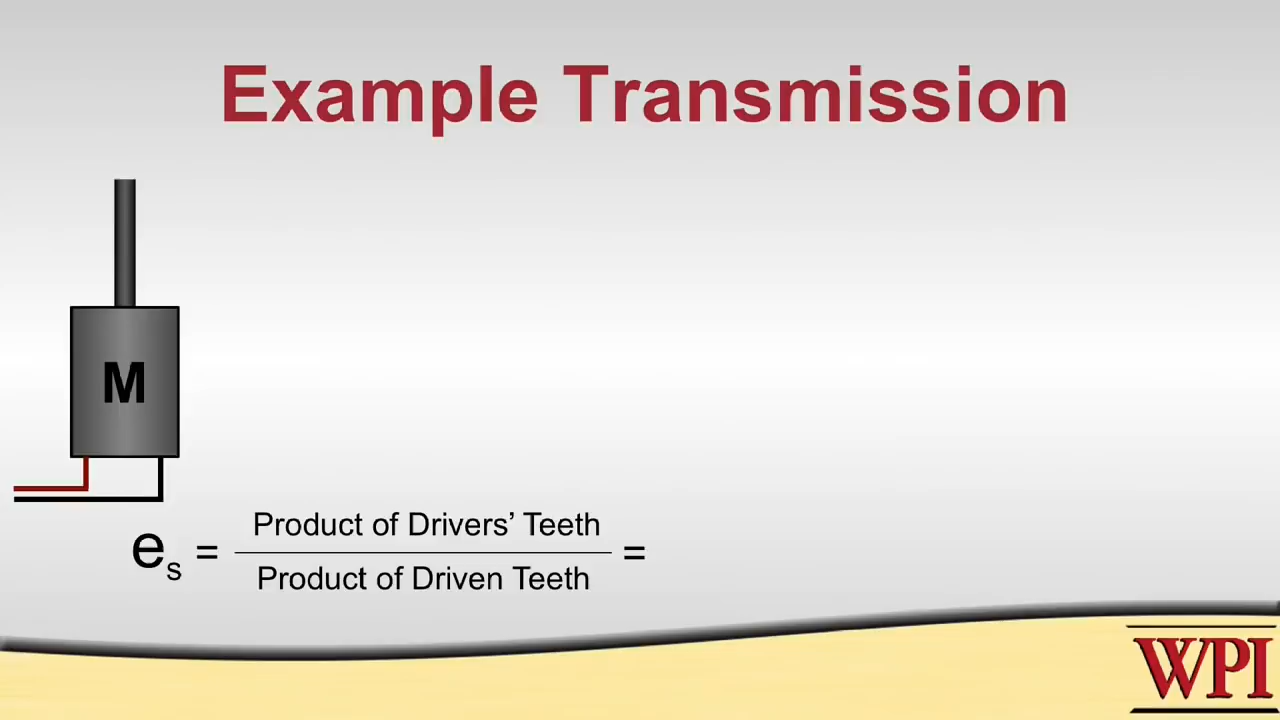 Example Transmission
M
e_s = Product of Drivers’ Teeth / Product of Driven Teeth =
WPI